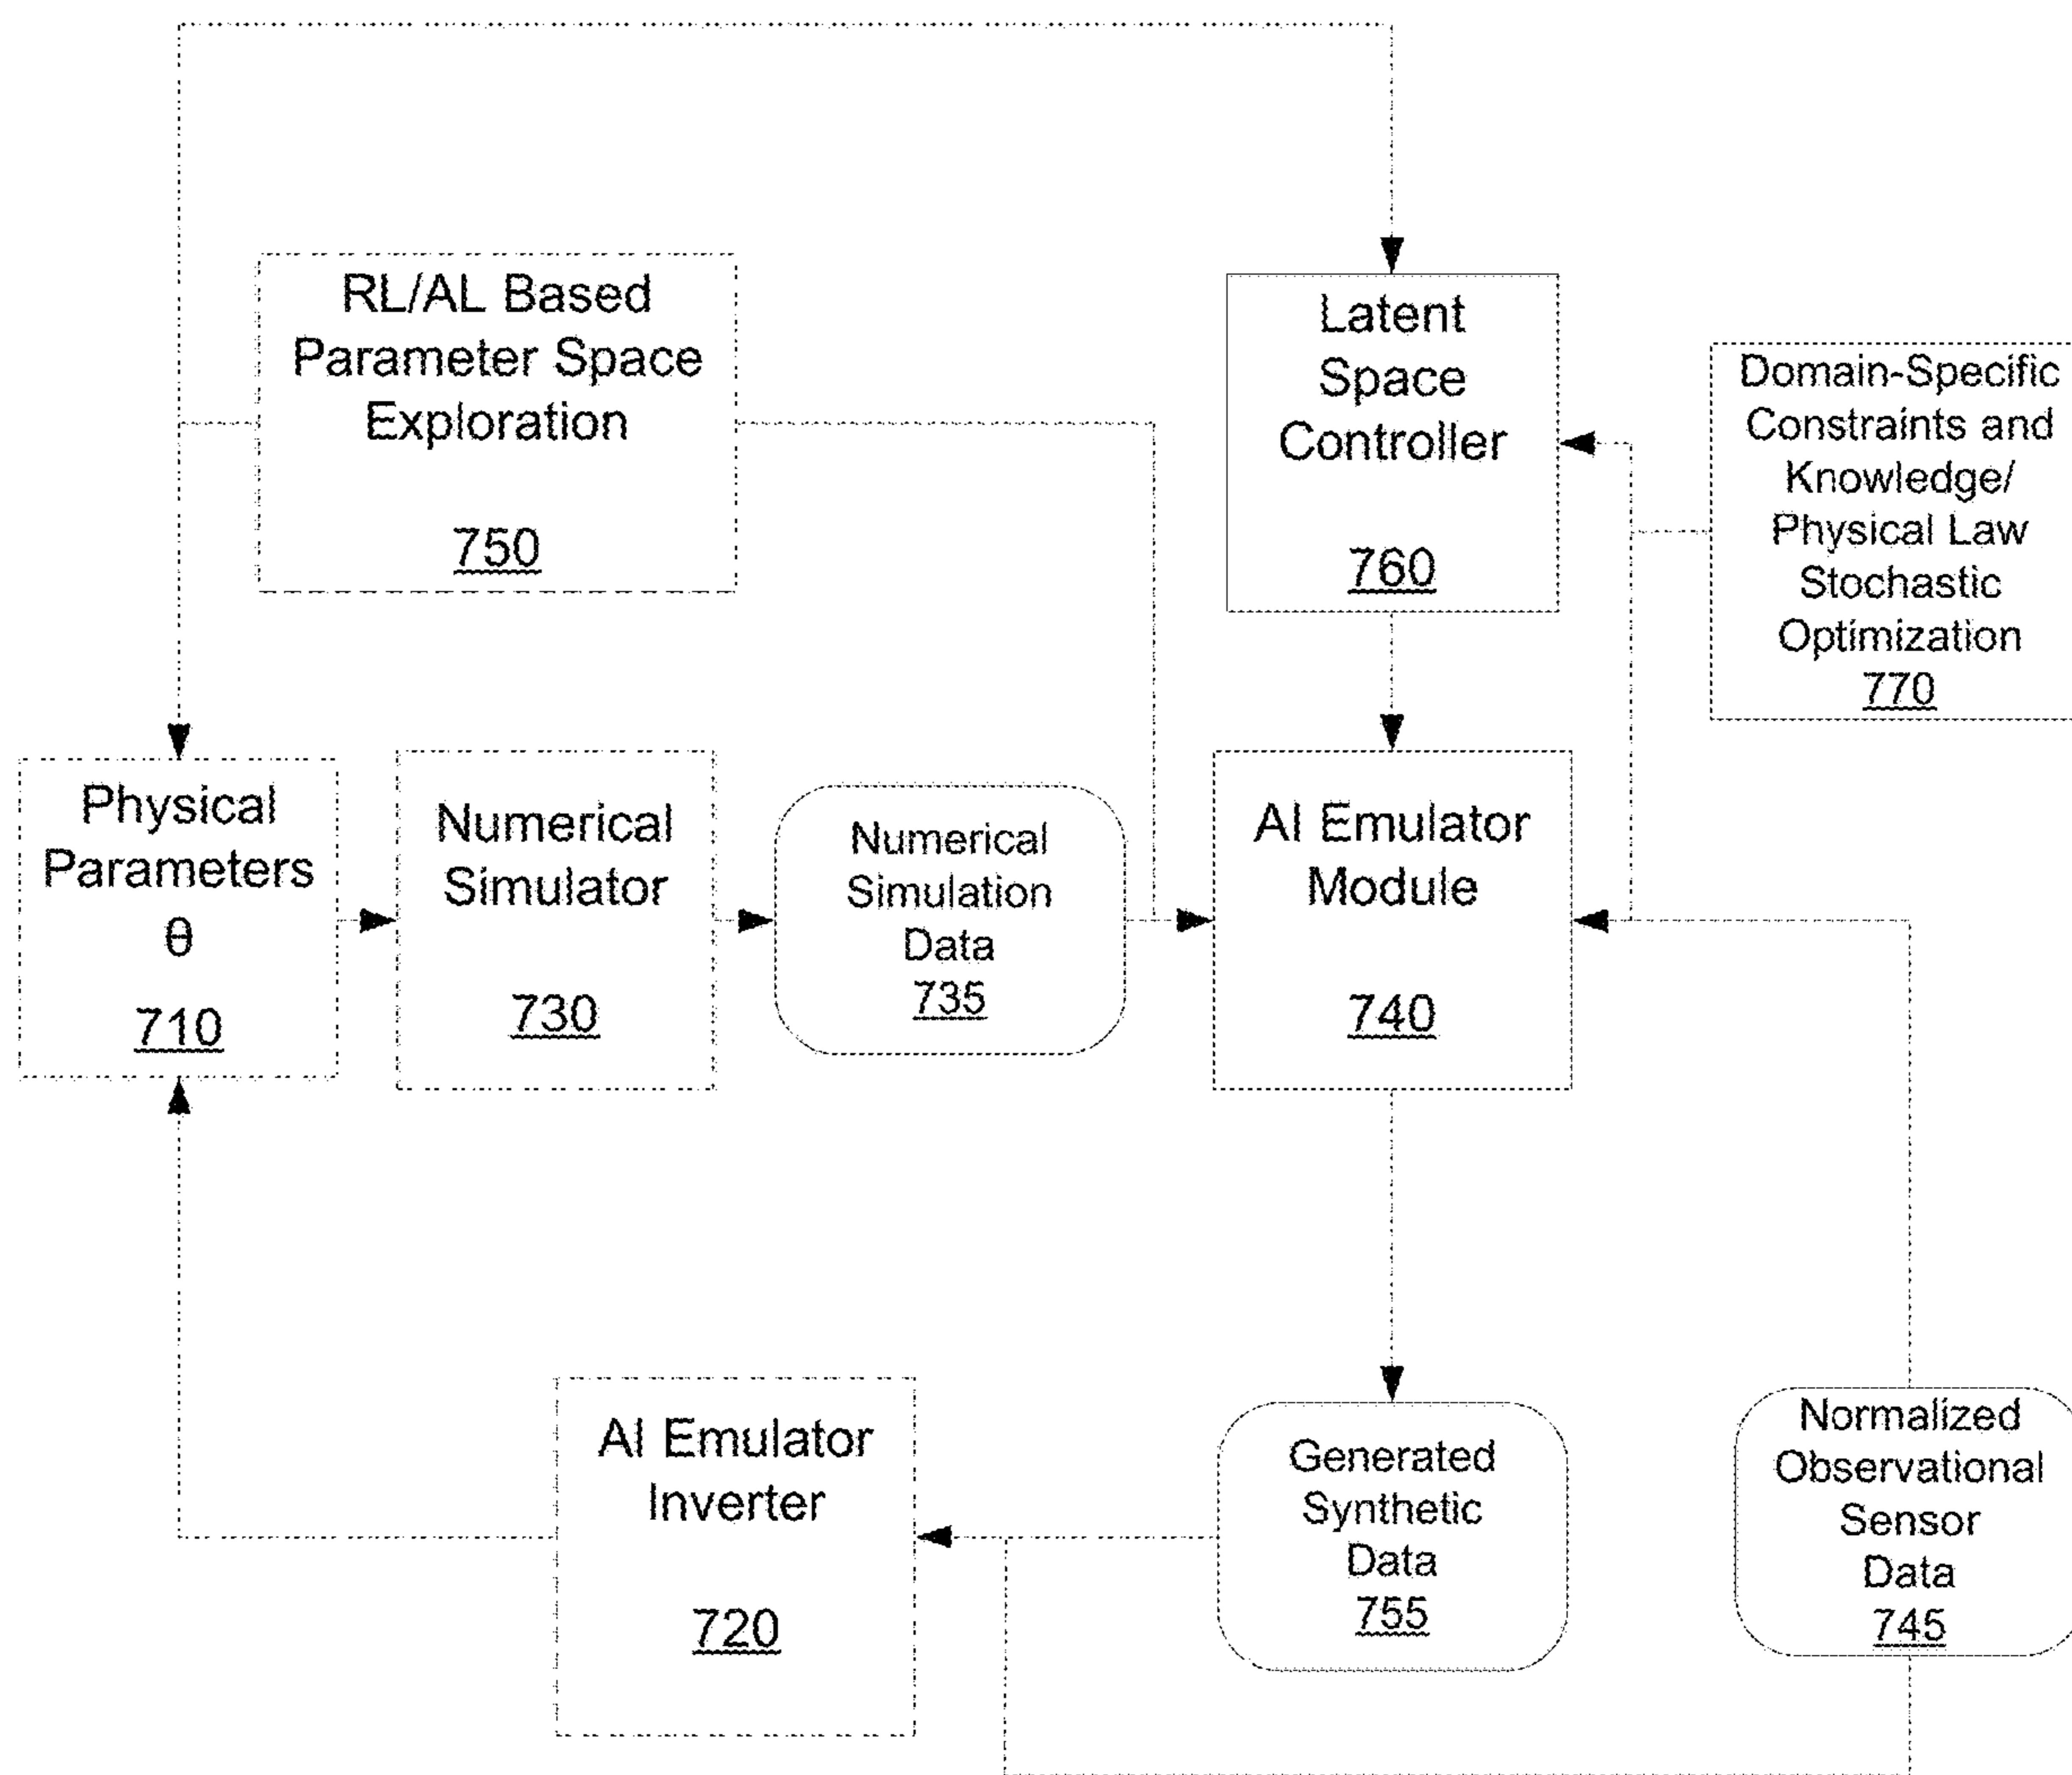 RL/AL Based
Parameter Space
Exploration
750
Latent
Space
Controller
760
Domain-Specific
Constraints and
Knowledge/
Physical Law
Stochastic
Optimization
770
Physical
Parameters
θ
710
Numerical
Simulator
730
Numerical
Simulation
Data
735
AI Emulator
Module
740
AI Emulator
Inverter
720
Generated
Synthetic
Data
755
Normalized
Observational
Sensor
Data
745